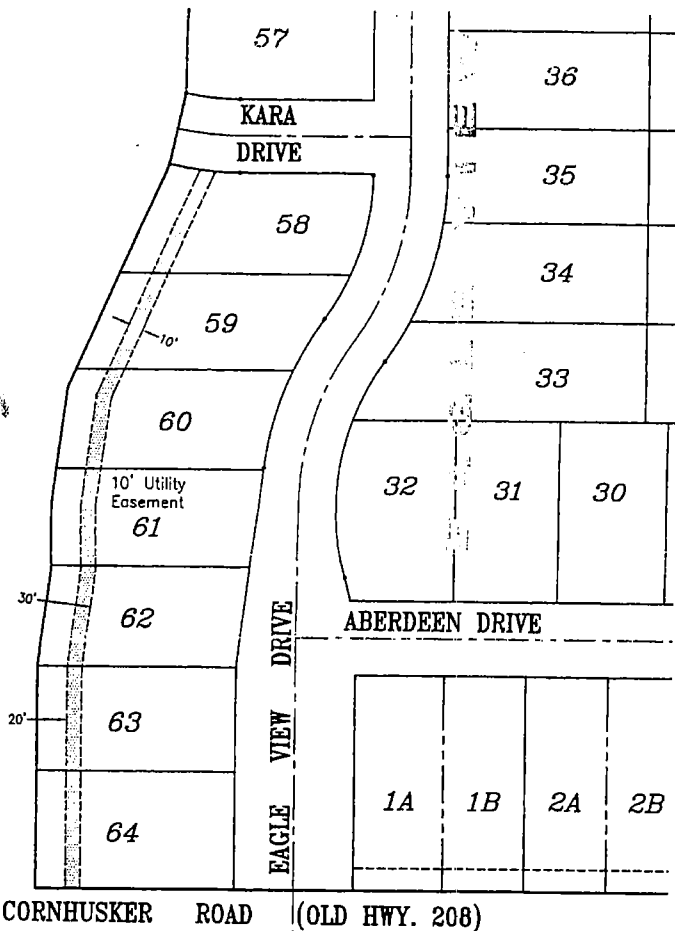 57
36
KARA
DRIVE
35
58
34
59
10'
33
60
32
31
30
10' Utility
Easement
61
30'
62
ABERDEEN DRIVE
20'
63
EAGLE VIEW DRIVE
1A
1B
2A
2B
64
CORNHUSKER ROAD (OLD HWY. 208)